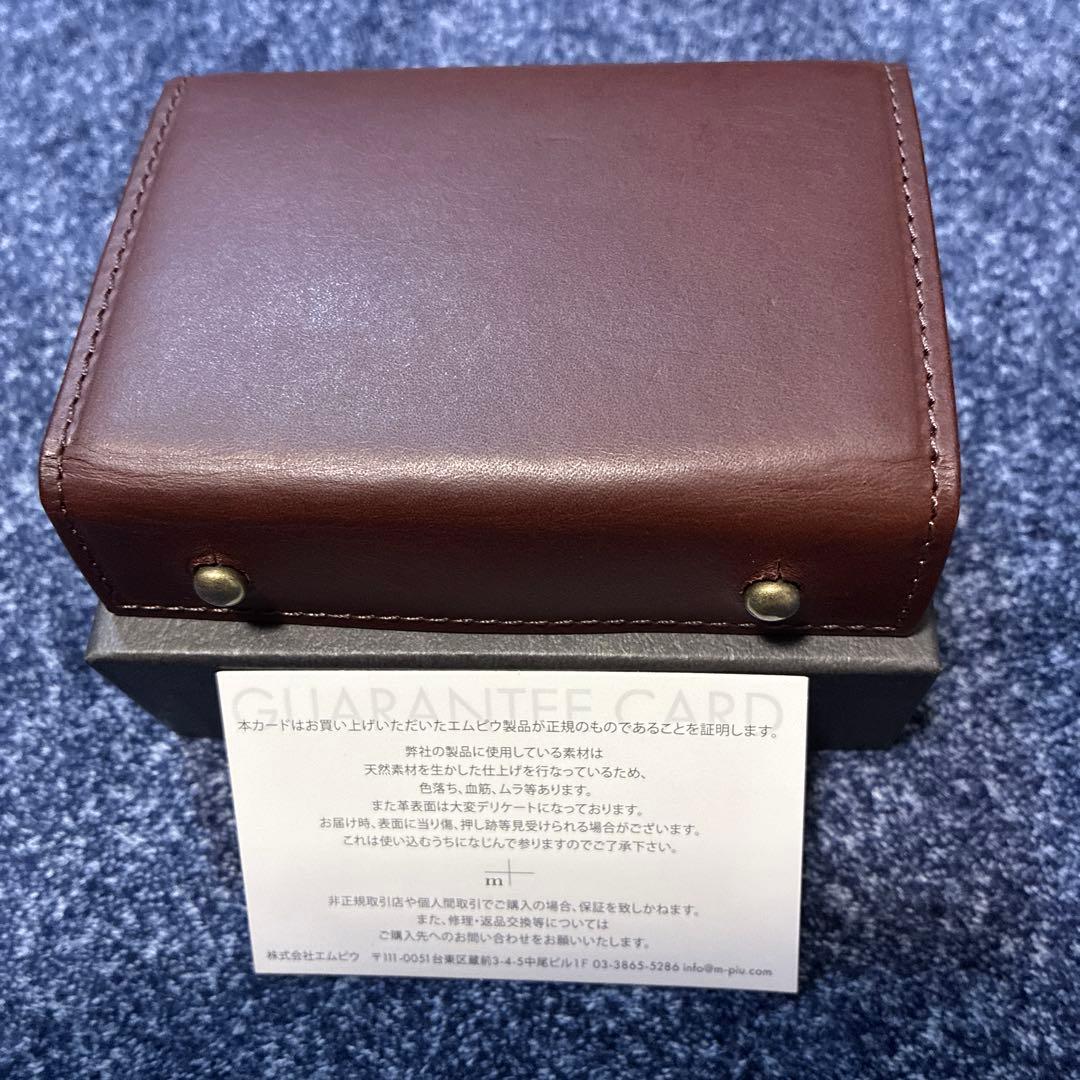 GUARANTEE CARD
本カードはお買い上げいただいたエムピウ製品が正規のものであることを証明します。
弊社の製品に使用している素材は
天然素材を生かした仕上げを行なっているため、
色落ち、血筋、ムラ等あります。
また革表面は大変デリケートになっております。
お届け時、表面に当り傷、押し跡等見受けられる場合がございます。
これは使い込むうちになじんで参りますのでご了承下さい。
m+
非正規取引店や個人間取引でご購入の場合、保証を致しかねます。
また、修理・返品交換等については
ご購入先へのお問い合わせをお願いいたします。
株式会社エムピウ 〒111-0051台東区蔵前3-4-5中尾ビル1F 03-3865-5286 info@m-piu.com